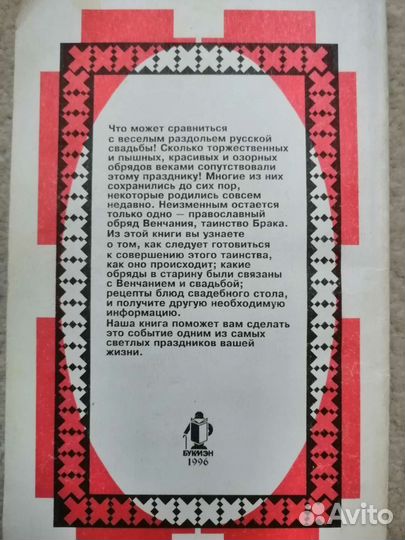 Что может сравниться
с веселым раздольем русской
свадьбы! Сколько торжественных
и пышных, красивых и озорных
обрядов веками сопутствовали
этому празднику! Многие из них
сохранились до сих пор,
некоторые родились совсем
недавно. Неизменным остается
только одно — православный
обряд Венчания, таинство Брака.
Из этой книги вы узнаете
о том, как следует готовиться
к совершению этого таинства,
как оно происходит; какие
обряды в старину были связаны
с Венчанием и свадьбой;
рецепты блюд свадебного стола,
и получите другую необходимую
информацию.
Наша книга поможет вам сделать
это событие одним из самых
светлых праздников вашей
жизни.
БУКМЭН
1996
Avito